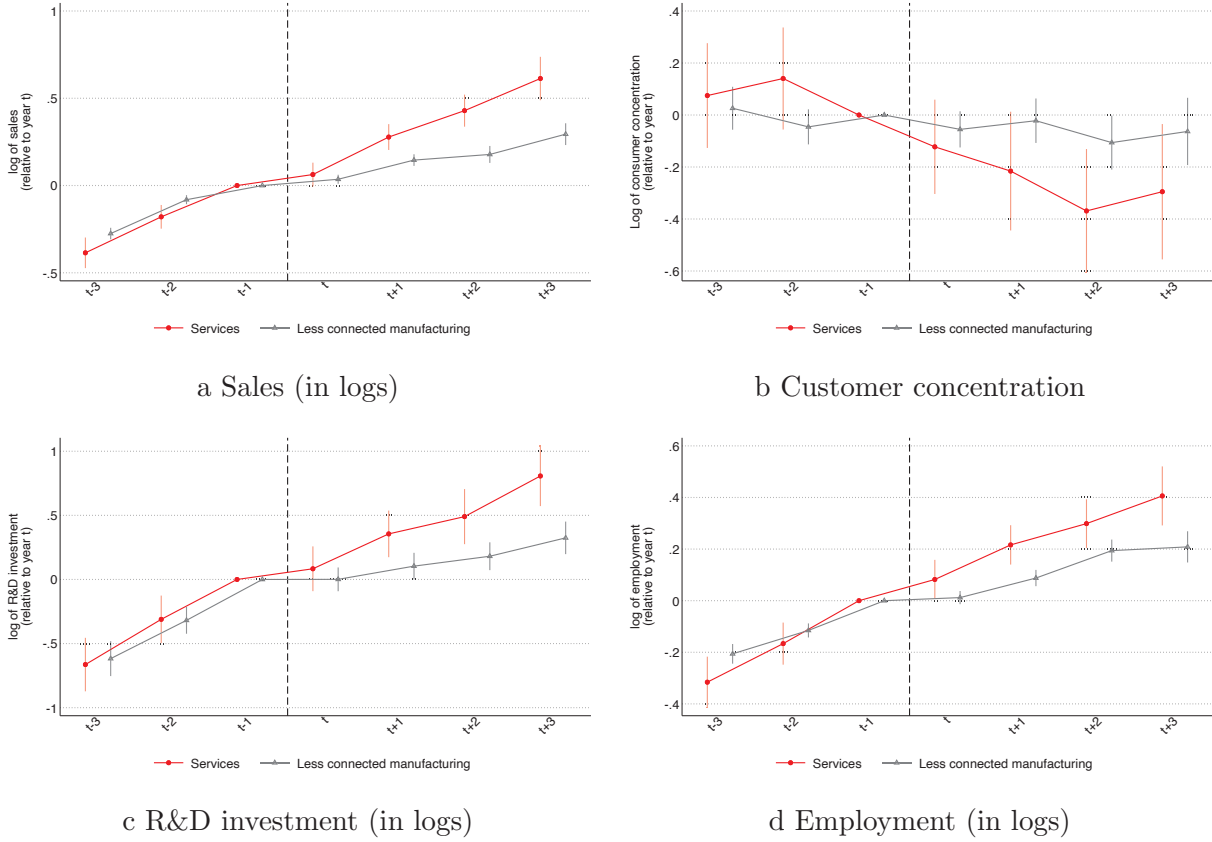 1
.5
0
-.5
log of sales
(relative to year t)
t-3
t-2
t-1
t
t+1
t+2
t+3
Services
Less connected manufacturing
a Sales (in logs)
.4
.2
0
-.2
-.4
-.6
Log of consumer concentration
(relative to year t)
t-3
t-2
t-1
t
t+1
t+2
t+3
Services
Less connected manufacturing
b Customer concentration
1
.5
0
-.5
-1
log of R&D investment
(relative to year t)
t-3
t-2
t-1
t
t+1
t+2
t+3
Services
Less connected manufacturing
c R&D investment (in logs)
.6
.4
.2
0
-.2
-.4
log of employment
(relative to year t)
t-3
t-2
t-1
t
t+1
t+2
t+3
Services
Less connected manufacturing
d Employment (in logs)